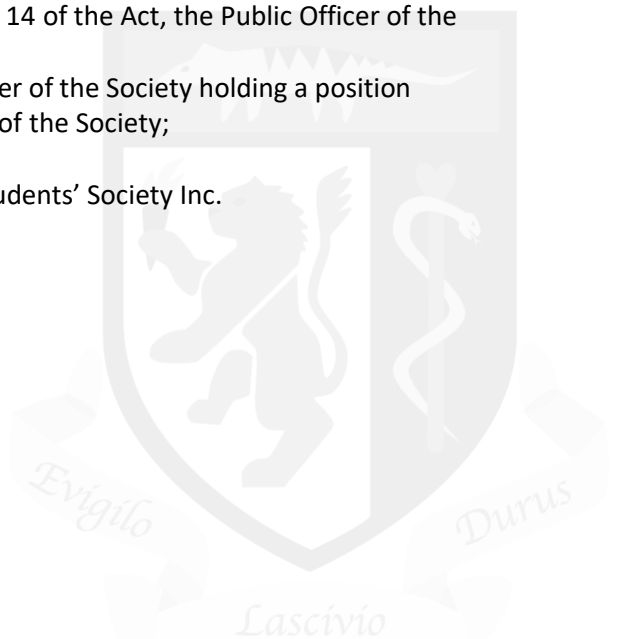 14 of the Act, the Public Officer of the
er of the Society holding a position
of the Society;
udents’ Society Inc.
Evigilo
Durus
Lascivio